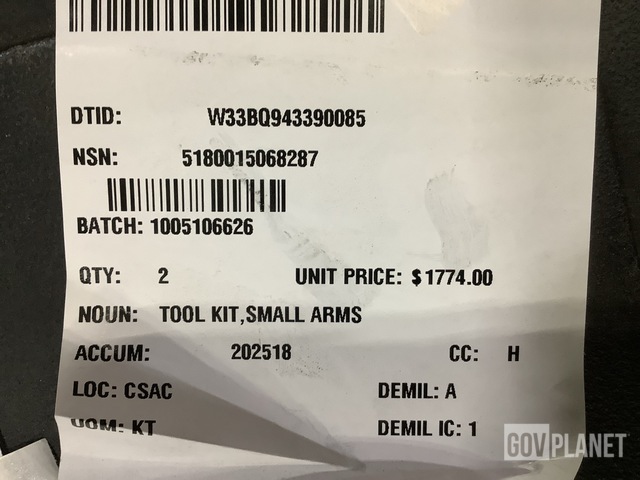 DTID: W33BQ943390085
NSN: 5180015068287
BATCH: 1005106626
QTY: 2 UNIT PRICE: $1774.00
NOUN: TOOL KIT,SMALL ARMS
ACCUM: 202518 CC: H
LOC: CSAC DEMIL: A
UOM: KT DEMIL IC: 1
GOVPLANET